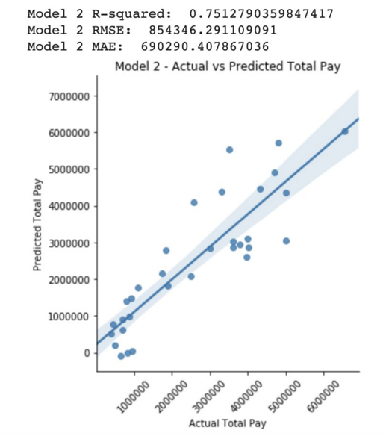 Model 2 R-squared: 0.7512790359847417
Model 2 RMSE: 854346.291109091
Model 2 MAE: 690290.407867036
Model 2 - Actual vs Predicted Total Pay
7000000
6000000
5000000
4000000
3000000
2000000
1000000
0
Predicted Total Pay
1000000
2000000
3000000
4000000
5000000
6000000
Actual Total Pay